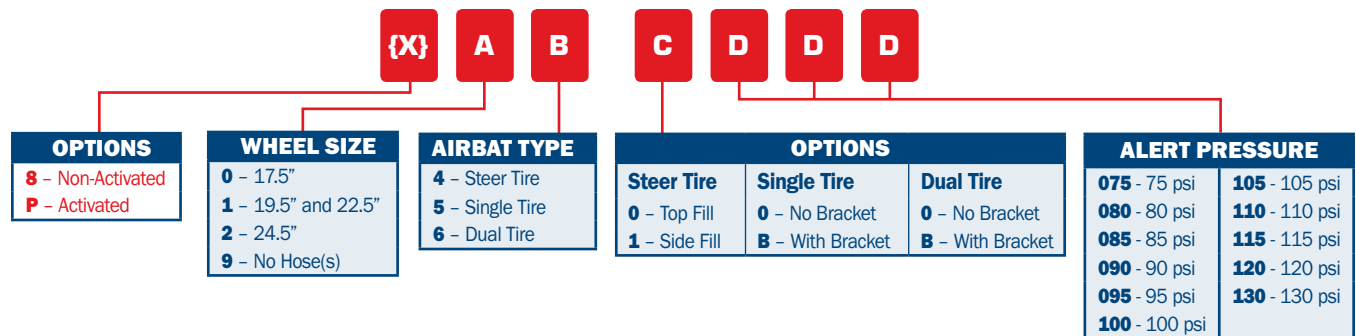 {X} A B C D D D
OPTIONS
8 – Non-Activated
P – Activated
WHEEL SIZE
0 – 17.5”
1 – 19.5” and 22.5”
2 – 24.5”
9 – No Hose(s)
AIRBAT TYPE
4 – Steer Tire
5 – Single Tire
6 – Dual Tire
OPTIONS
Steer Tire
0 – Top Fill
1 – Side Fill
Single Tire
0 – No Bracket
B – With Bracket
Dual Tire
0 – No Bracket
B – With Bracket
ALERT PRESSURE
075 - 75 psi
080 - 80 psi
085 - 85 psi
090 - 90 psi
095 - 95 psi
100 - 100 psi
105 - 105 psi
110 - 110 psi
115 - 115 psi
120 - 120 psi
130 - 130 psi